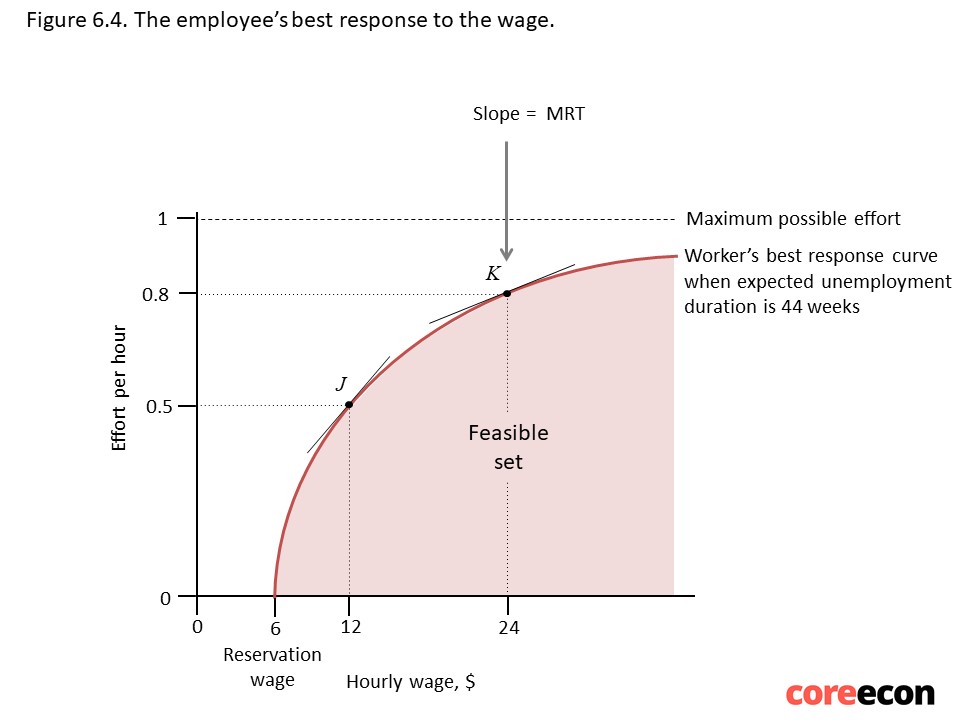 Figure 6.4. The employee’s best response to the wage.
Slope = MRT
1
Maximum possible effort
Worker’s best response curve
when expected unemployment
duration is 44 weeks
K
0.8
Effort per hour
J
0.5
Feasible
set
0
0
6
12
24
Reservation
wage
Hourly wage, $
coreecon